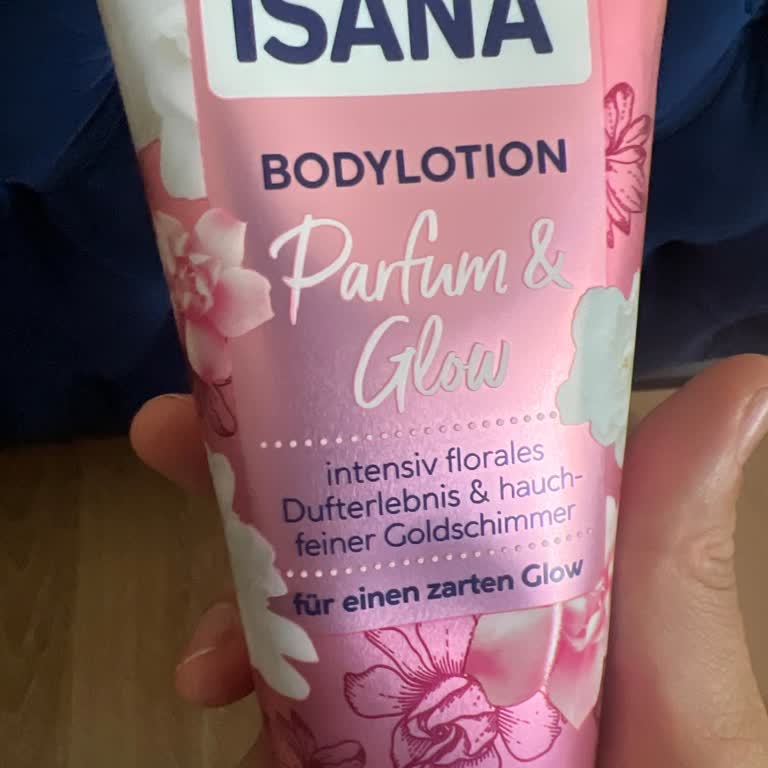 ISANA
BODYLOTION
Parfum &
Glow
intensiv florales
Dufterlebnis & hauch-
feiner Goldschimmer
für einen zarten Glow